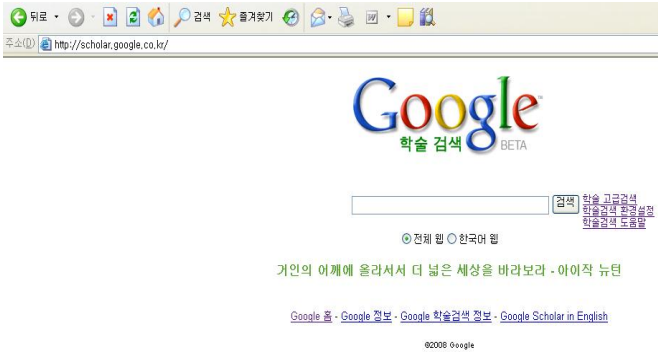 뒤로 검색 즐겨찾기
주소(D) http://scholar.google.co.kr/
Google™
학술 검색 BETA
검색 학술 고급검색
학술검색 환경설정
학술검색 도움말
전체 웹 한국어 웹
거인의 어깨에 올라서서 더 넓은 세상을 바라보라 - 아이작 뉴턴
Google 홈 - Google 정보 - Google 학술검색 정보 - Google Scholar in English
©2008 Google